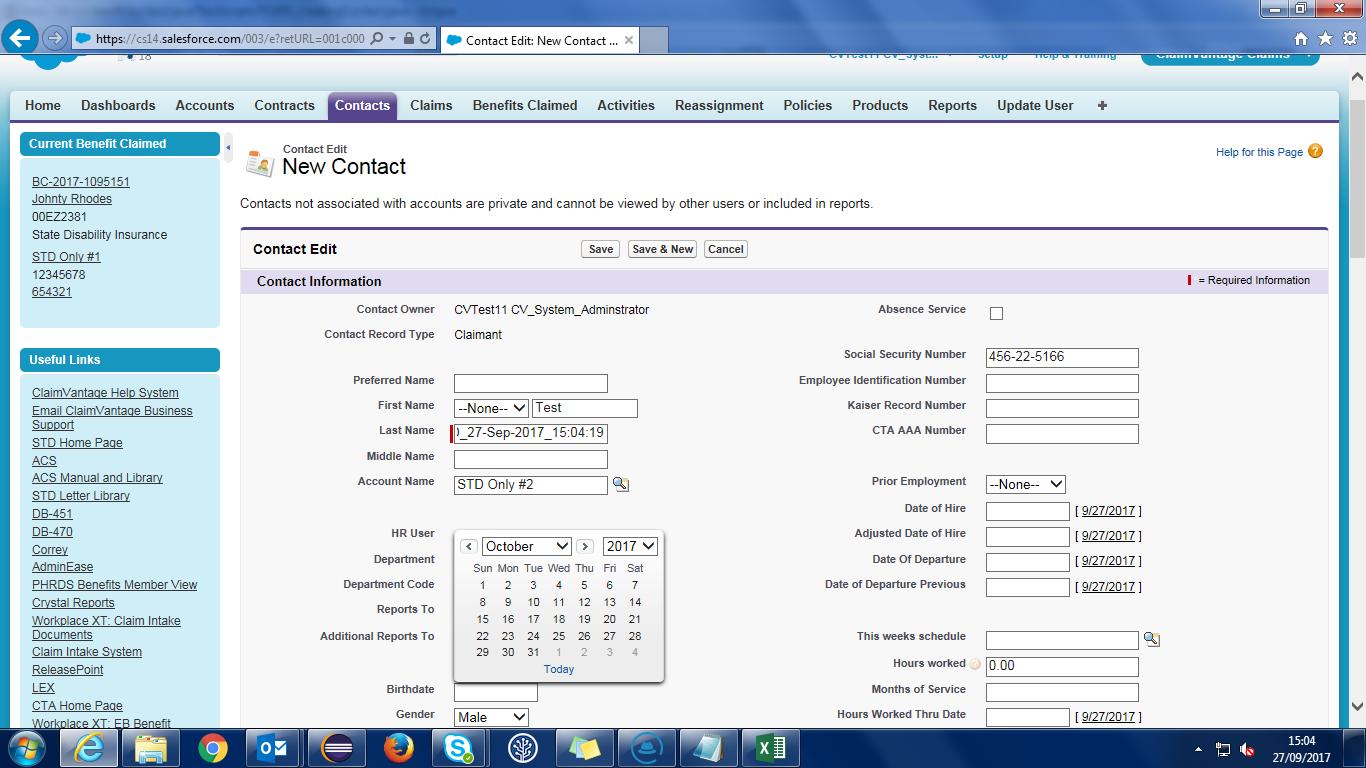 https://cs14.salesforce.com/003/e?retURL=001c000
Contact Edit: New Contact ...
18
CVTest11 CV_Syst...
Setup
Help & Training
ClaimVantage Claims
Home Dashboards Accounts Contracts Contacts Claims Benefits Claimed Activities Reassignment Policies Products Reports Update User +
Current Benefit Claimed
BC-2017-1095151
Johnty Rhodes
00EZ2381
State Disability Insurance
STD Only #1
12345678
654321
Useful Links
ClaimVantage Help System
Email ClaimVantage Business
Support
STD Home Page
ACS
ACS Manual and Library
STD Letter Library
DB-451
DB-470
Correy
AdminEase
PHRDS Benefits Member View
Crystal Reports
Workplace XT: Claim Intake
Documents
Claim Intake System
ReleasePoint
LEX
CTA Home Page
Workplace XT: EB Benefit
Contact Edit
New Contact
Help for this Page ?
Contacts not associated with accounts are private and cannot be viewed by other users or included in reports.
Contact Edit Save Save & New Cancel
Contact Information = Required Information
Contact Owner CVTest11 CV_System_Adminstrator
Contact Record Type Claimant
Preferred Name
First Name --None-- Test
Last Name )_27-Sep-2017_15:04:19
Middle Name
Account Name STD Only #2
HR User
Department
Department Code
Reports To
Additional Reports To
Birthdate
Gender Male
October 2017
Sun Mon Tue Wed Thu Fri Sat
1 2 3 4 5 6 7
8 9 10 11 12 13 14
15 16 17 18 19 20 21
22 23 24 25 26 27 28
29 30 31 1 2 3 4
Today
Absence Service
Social Security Number 456-22-5166
Employee Identification Number
Kaiser Record Number
CTA AAA Number
Prior Employment --None--
Date of Hire [ 9/27/2017 ]
Adjusted Date of Hire [ 9/27/2017 ]
Date Of Departure [ 9/27/2017 ]
Date of Departure Previous [ 9/27/2017 ]
This weeks schedule
Hours worked 0.00
Months of Service
Hours Worked Thru Date [ 9/27/2017 ]
15:04
27/09/2017